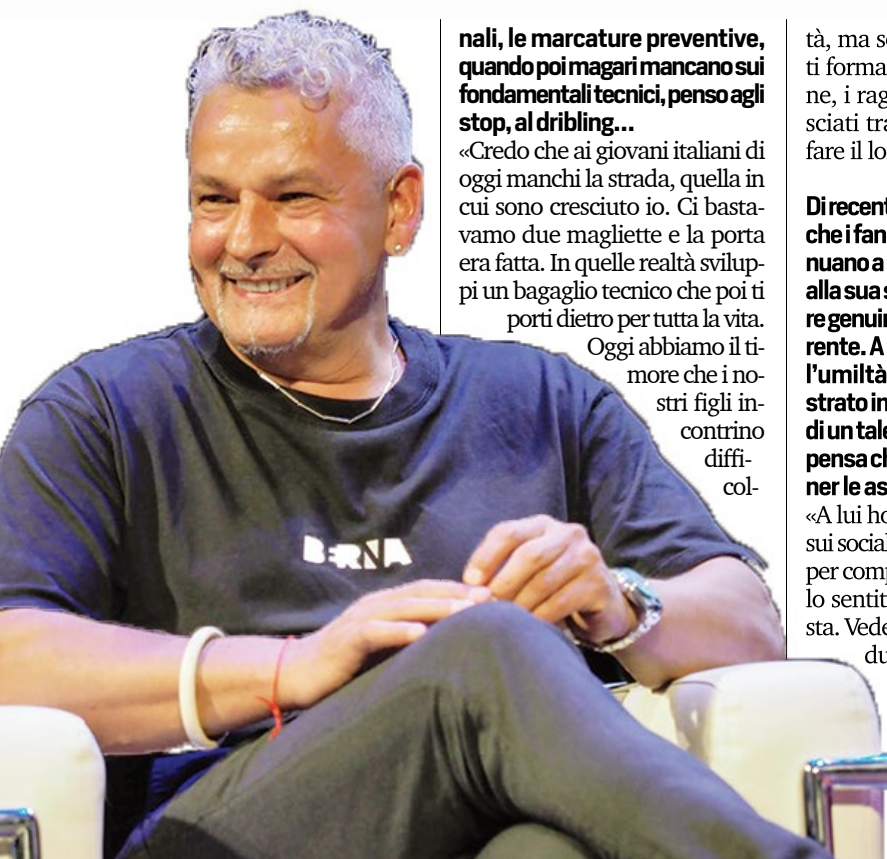 nali, le marcature preventive,
quando poi magari mancano sui
fondamentali tecnici, penso agli
stop, al dribling...
«Credo che ai giovani italiani di
oggi manchi la strada, quella in
cui sono cresciuto io. Ci basta-
vamo due magliette e la porta
era fatta. In quelle realtà svilup-
pi un bagaglio tecnico che poi ti
porti dietro per tutta la vita.
Oggi abbiamo il ti-
more che i no-
stri figli in-
contrino
diffi-
col-
tà, ma s
ti forma
ne, i rag
sciati tra
fare il lo
Di recent
che i fan
nuano a
alla sua s
re genuin
rente. A
l'umiltà
strato in
di un tale
pensa ch
ner le as
«A lui ho
sui social
per comp
lo sentit
sta. Vede
du
BERNA